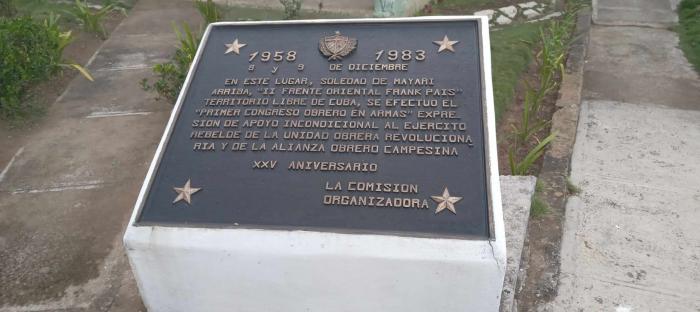 1958 1983
8 y 9 DE DICIEMBRE
EN ESTE LUGAR, SOLEDAD DE MAYARI
ARRIBA, "II FRENTE ORIENTAL FRANK PAIS"
TERRITORIO LIBRE DE CUBA, SE EFECTUO EL
"PRIMER CONGRESO OBRERO EN ARMAS" EXPRE
SION DE APOYO INCONDICIONAL AL EJERCITO
REBELDE DE LA UNIDAD OBRERA REVOLUCIONA
RIA Y DE LA ALIANZA OBRERO CAMPESINA
XXV ANIVERSARIO
LA COMISION
ORGANIZADORA